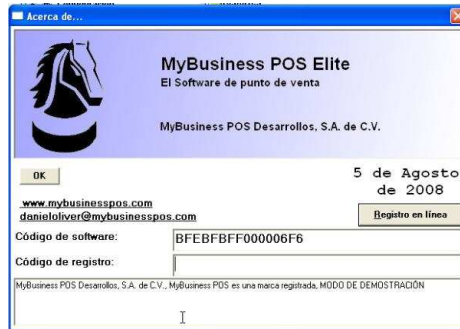 Acerca de...
MyBusiness POS Elite
El Software de punto de venta
MyBusiness POS Desarrollos, S.A. de C.V.
OK
5 de Agosto
de 2008
www.mybusinesspos.com
danieloliver@mybusinesspos.com
Registro en línea
Código de software:
BFEBFBFF000006F6
Código de registro:
MyBusiness POS Desarrollos, S.A. de C.V., MyBusiness POS es una marca registrada, MODO DE DEMOSTRACIÓN